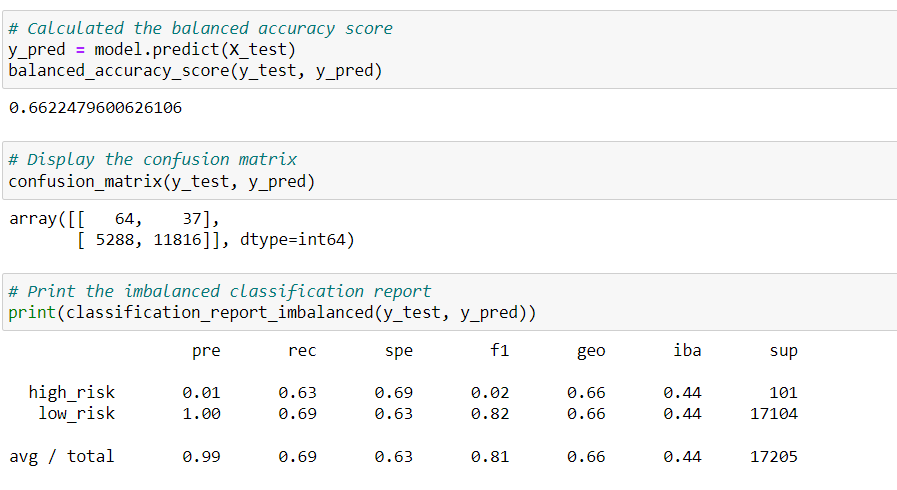 # Calculated the balanced accuracy score
y_pred = model.predict(X_test)
balanced_accuracy_score(y_test, y_pred)
0.6622479600626106
# Display the confusion matrix
confusion_matrix(y_test, y_pred)
array([[   64,    37],
       [ 5288, 11816]], dtype=int64)
# Print the imbalanced classification report
print(classification_report_imbalanced(y_test, y_pred))
                   pre       rec       spe        f1       geo       iba       sup
  high_risk       0.01      0.63      0.69      0.02      0.66      0.44       101
   low_risk       1.00      0.69      0.63      0.82      0.66      0.44     17104
avg / total       0.99      0.69      0.63      0.81      0.66      0.44     17205